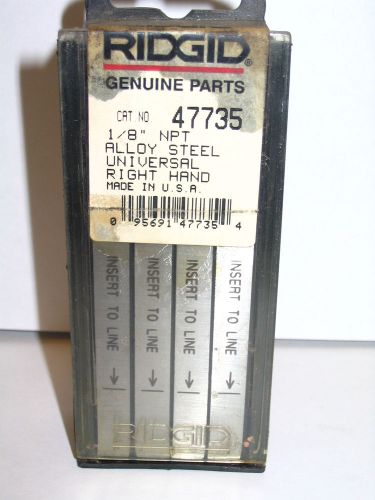 RIDGID®
GENUINE PARTS
CAT NO 47735
1/8" NPT
ALLOY STEEL
UNIVERSAL
RIGHT HAND
MADE IN U.S.A.
0 95691 47735 4
INSERT TO LINE →
INSERT TO LINE →
INSERT TO LINE →
INSERT TO LINE →
RIDGID